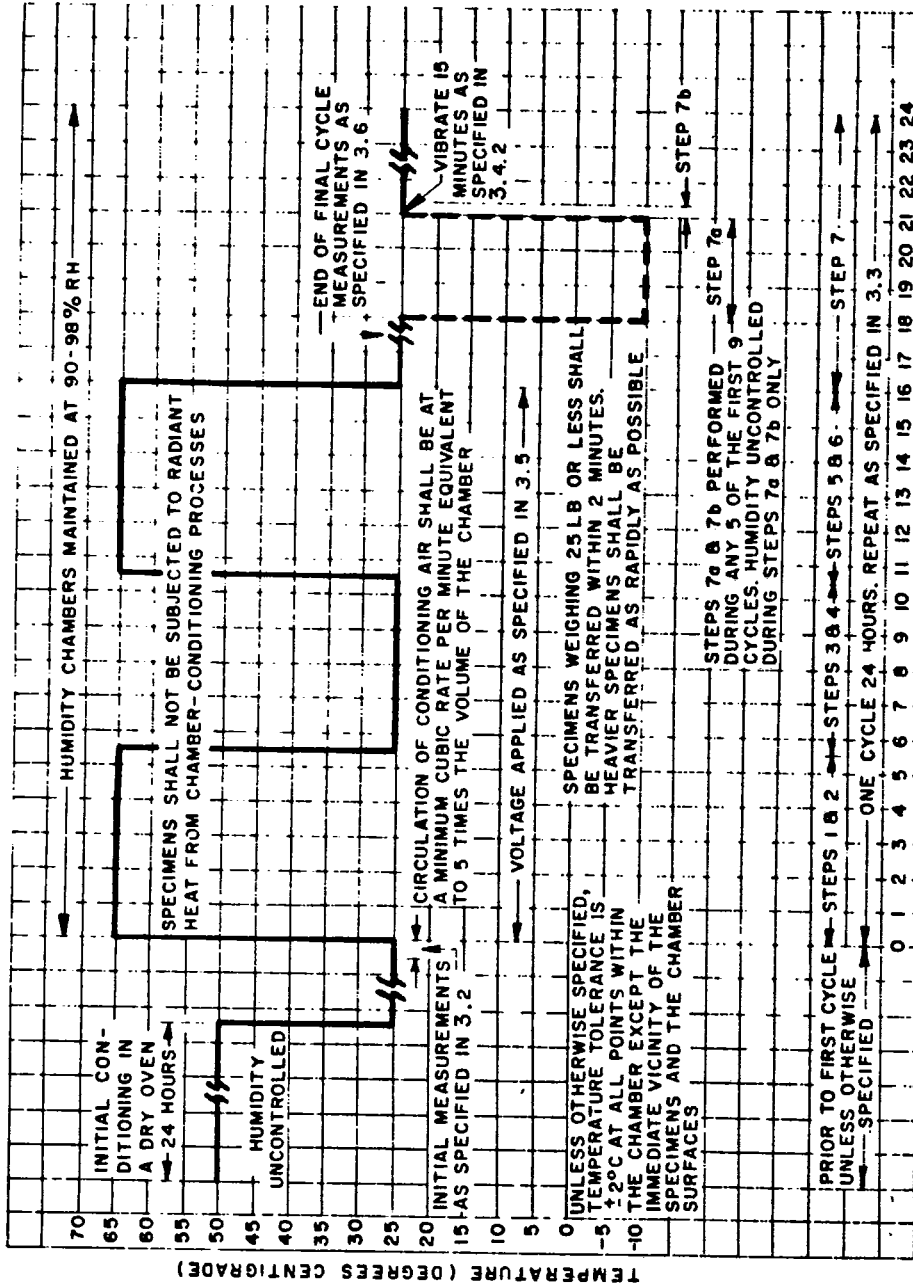 HUMIDITY CHAMBERS MAINTAINED AT 90-98% RH
INITIAL CON-
DITIONING IN
A DRY OVEN
24 HOURS
HUMIDITY
UNCONTROLLED
SPECIMENS SHALL NOT BE SUBJECTED TO RADIANT
HEAT FROM CHAMBER-CONDITIONING PROCESSES
END OF FINAL CYCLE
MEASUREMENTS AS
SPECIFIED IN 3.6
VIBRATE 15
MINUTES AS
SPECIFIED IN
3.4.2
INITIAL MEASUREMENTS
AS SPECIFIED IN 3.2
CIRCULATION OF CONDITIONING AIR SHALL BE AT
A MINIMUM CUBIC RATE PER MINUTE EQUIVALENT
TO 5 TIMES THE VOLUME OF THE CHAMBER
VOLTAGE APPLIED AS SPECIFIED IN 3.5
UNLESS OTHERWISE SPECIFIED,
TEMPERATURE TOLERANCE IS
±2°C AT ALL POINTS WITHIN
THE CHAMBER EXCEPT THE
IMMEDIATE VICINITY OF THE
SPECIMENS AND THE CHAMBER
SURFACES
SPECIMENS WEIGHING 25 LB OR LESS SHALL
BE TRANSFERRED WITHIN 2 MINUTES.
HEAVIER SPECIMENS SHALL BE
TRANSFERRED AS RAPIDLY AS POSSIBLE
STEPS 7a & 7b PERFORMED
DURING ANY 5 OF THE FIRST 9
CYCLES. HUMIDITY UNCONTROLLED
DURING STEPS 7a & 7b ONLY
STEP 7a
STEP 7b
PRIOR TO FIRST CYCLE
UNLESS OTHERWISE
SPECIFIED
STEPS 1 & 2
STEPS 3 & 4
STEPS 5 & 6
STEP 7
ONE CYCLE 24 HOURS. REPEAT AS SPECIFIED IN 3.3
0 1 2 3 4 5 6 7 8 9 10 11 12 13 14 15 16 17 18 19 20 21 22 23 24
TEMPERATURE (DEGREES CENTIGRADE)
70
65
60
55
50
45
40
35
30
25
20
15
10
5
0
-5
-10